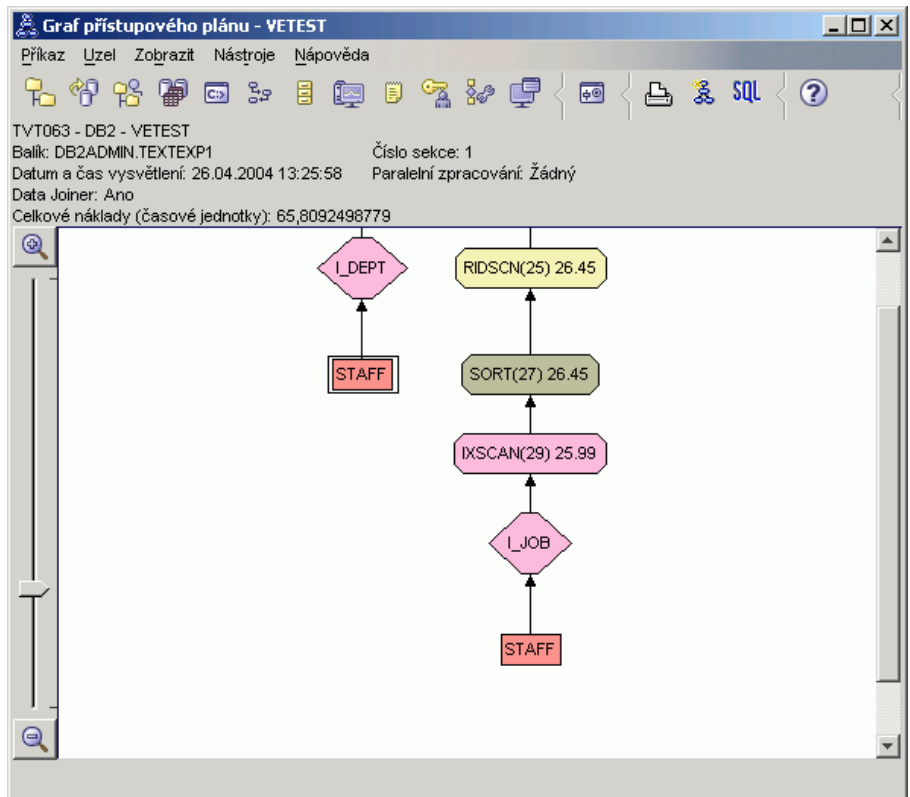 Graf přístupového plánu - VETEST
Příkaz Uzel Zobrazit Nástroje Nápověda
C:\> SQL ?
TVT063 - DB2 - VETEST
Balík: DB2ADMIN.TEXTEXP1 Číslo sekce: 1
Datum a čas vysvětlení: 26.04.2004 13:25:58 Paralelní zpracování: Žádný
Data Joiner: Ano
Celkové náklady (časové jednotky): 65,8092498779
I_DEPT RIDSCN(25) 26.45
STAFF SORT(27) 26.45
IXSCAN(29) 25.99
I_JOB
STAFF